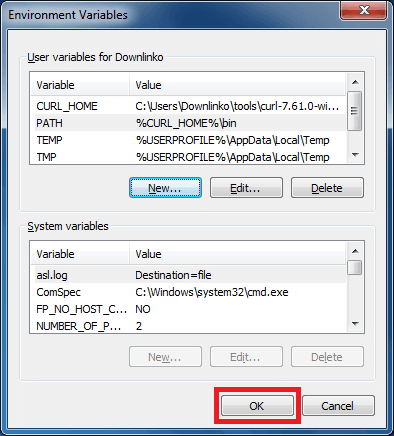 Environment Variables
User variables for Downlinko
Variable Value
CURL_HOME C:\Users\Downlinko\tools\curl-7.61.0-wi...
PATH %CURL_HOME%\bin
TEMP %USERPROFILE%\AppData\Local\Temp
TMP %USERPROFILE%\AppData\Local\Temp
New... Edit... Delete
System variables
Variable Value
asl.log Destination=file
ComSpec C:\Windows\system32\cmd.exe
FP_NO_HOST_C... NO
NUMBER_OF_P... 2
New... Edit... Delete
OK Cancel